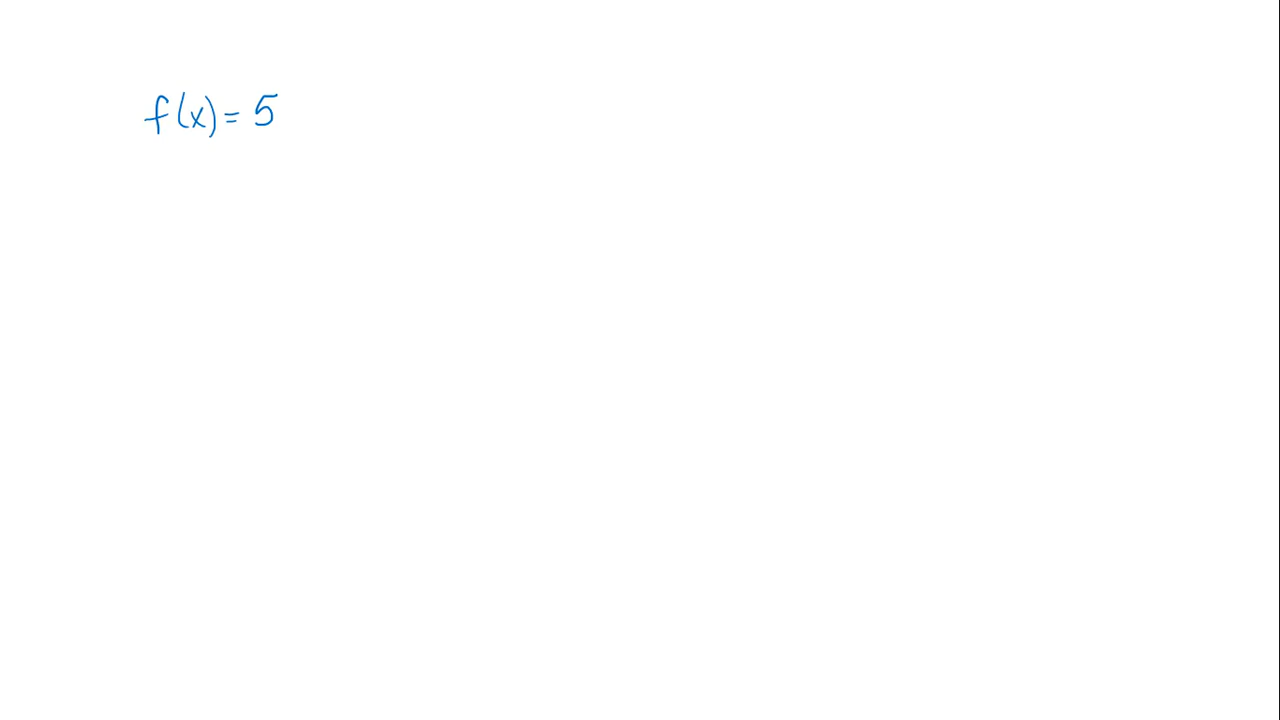 f(x) = 5